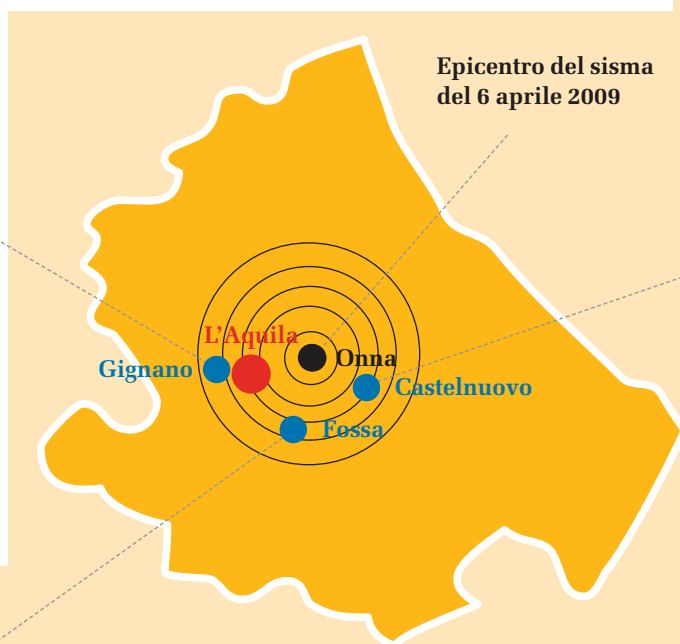 Epicentro del sisma
del 6 aprile 2009
L'Aquila
Onna
Gignano
Castelnuovo
Fossa